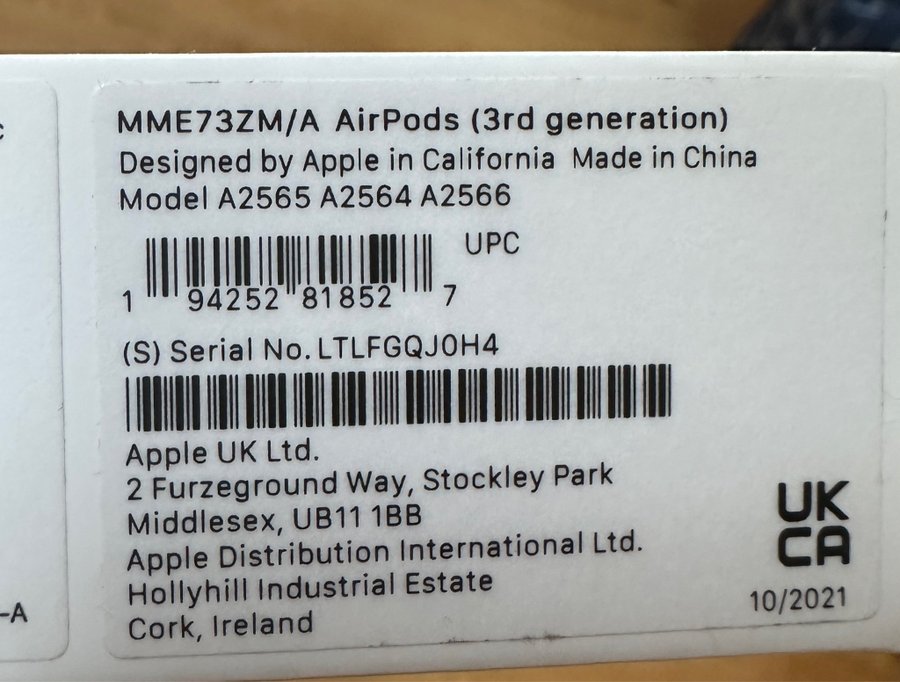 MME73ZM/A AirPods (3rd generation)
Designed by Apple in California Made in China
Model A2565 A2564 A2566
UPC
1 94252 81852 7
(S) Serial No. LTLFGQJ0H4
Apple UK Ltd.
2 Furzeground Way, Stockley Park
Middlesex, UB11 1BB
Apple Distribution International Ltd.
Hollyhill Industrial Estate
Cork, Ireland
UK
CA
10/2021
-A